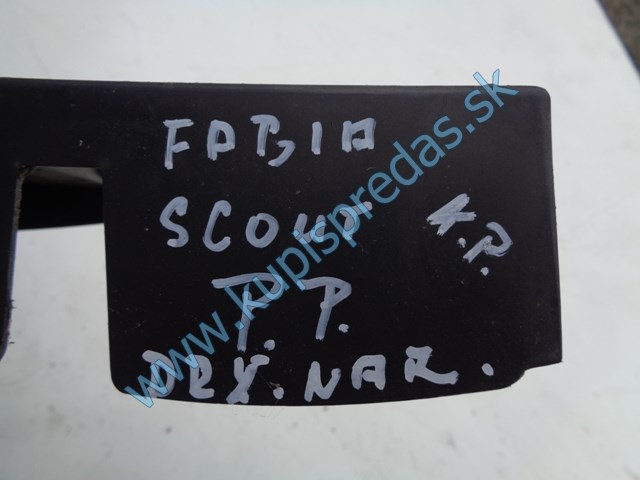 FABIA
SCOUT
K.P.
P.P.
DRŽ.NAR.
www.kupispredas.sk